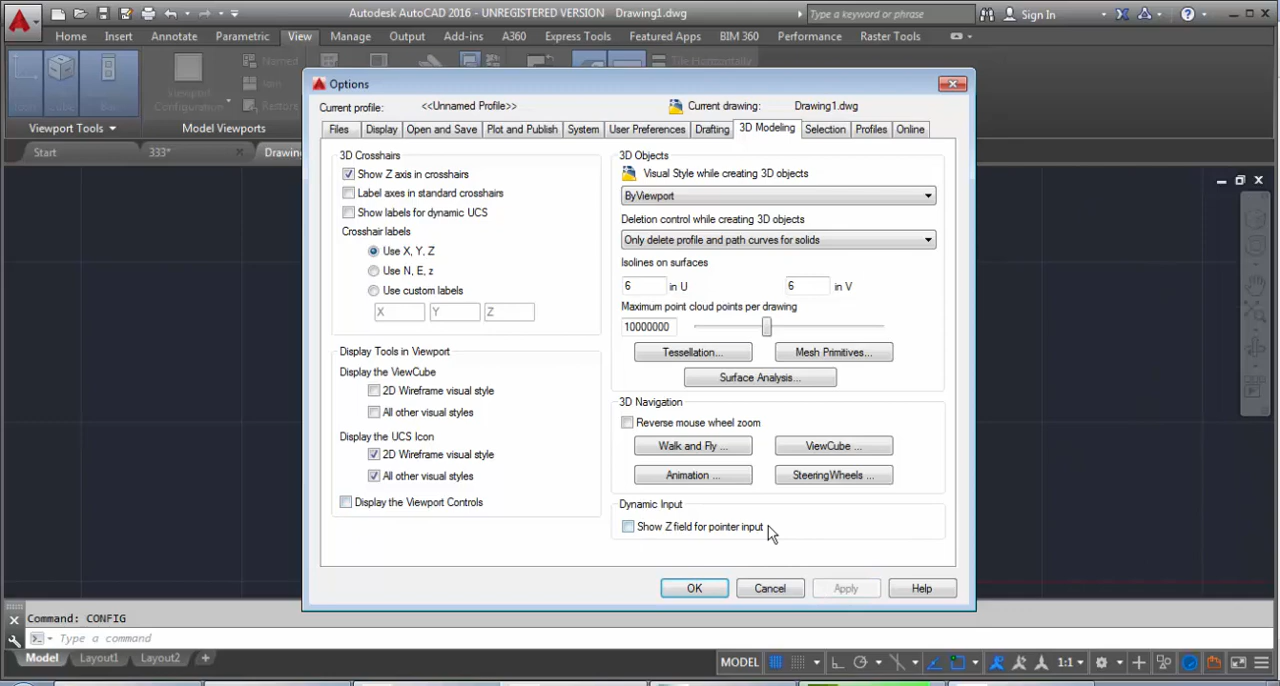 Autodesk AutoCAD 2016 - UNREGISTERED VERSION Drawing1.dwg
Type a keyword or phrase
Sign In
Home Insert Annotate Parametric View Manage Output Add-ins A360 Express Tools Featured Apps BIM 360 Performance Raster Tools
Named
Viewport
Configuration
Join
Restore
Tile Horizontally
Viewport Tools
Model Viewports
Start
333*
Drawing
Options
Current profile:
<<Unnamed Profile>>
Current drawing:
Drawing1.dwg
Files Display Open and Save Plot and Publish System User Preferences Drafting 3D Modeling Selection Profiles Online
3D Crosshairs
Show Z axis in crosshairs
Label axes in standard crosshairs
Show labels for dynamic UCS
Crosshair labels
Use X, Y, Z
Use N, E, z
Use custom labels
X Y Z
Display Tools in Viewport
Display the ViewCube
2D Wireframe visual style
All other visual styles
Display the UCS Icon
2D Wireframe visual style
All other visual styles
Display the Viewport Controls
3D Objects
Visual Style while creating 3D objects
ByViewport
Deletion control while creating 3D objects
Only delete profile and path curves for solids
Isolines on surfaces
6 in U 6 in V
Maximum point cloud points per drawing
10000000
Tessellation... Mesh Primitives...
Surface Analysis...
3D Navigation
Reverse mouse wheel zoom
Walk and Fly ... ViewCube ...
Animation ... SteeringWheels ...
Dynamic Input
Show Z field for pointer input
OK Cancel Apply Help
Command: CONFIG
Type a command
Model Layout1 Layout2 +
MODEL
1:1